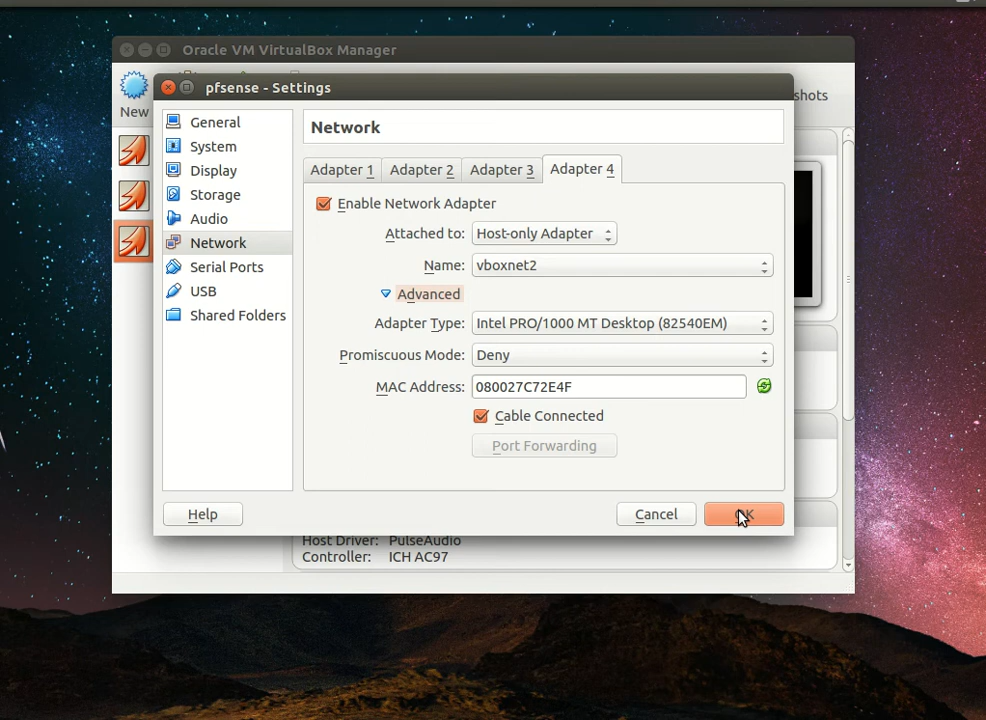 Oracle VM VirtualBox Manager
pfsense - Settings
New
shots
General
System
Display
Storage
Audio
Network
Serial Ports
USB
Shared Folders
Network
Adapter 1
Adapter 2
Adapter 3
Adapter 4
Enable Network Adapter
Attached to: Host-only Adapter
Name: vboxnet2
Advanced
Adapter Type: Intel PRO/1000 MT Desktop (82540EM)
Promiscuous Mode: Deny
MAC Address: 080027C72E4F
Cable Connected
Port Forwarding
Help
Cancel
OK
Host Driver: PulseAudio
Controller: ICH AC97